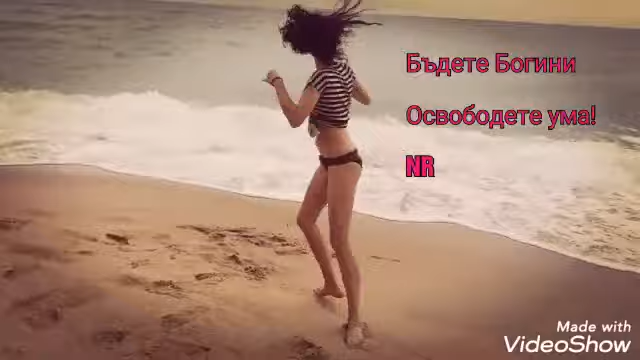 Бъдете Богини
Освободете ума!
NR
Made with
VideoShow